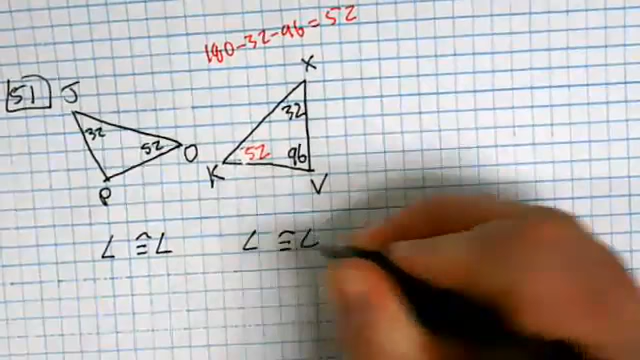 180-32-96=52
51 J
X
32
32
52 O
K 52 96
P
V
∠ ≅ ∠ ∠ ≅ ∠